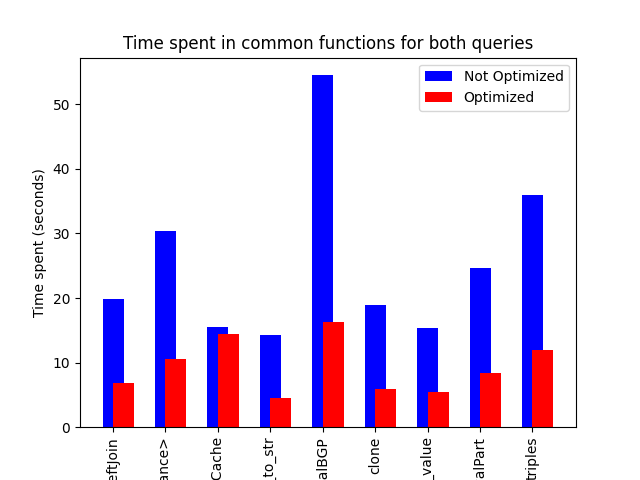 Time spent in common functions for both queries
Not Optimized
Optimized
Time spent (seconds)
50
40
30
20
10
0
eftJoin
ance>
Cache
_to_str
alBGP
clone
_value
alPart
triples